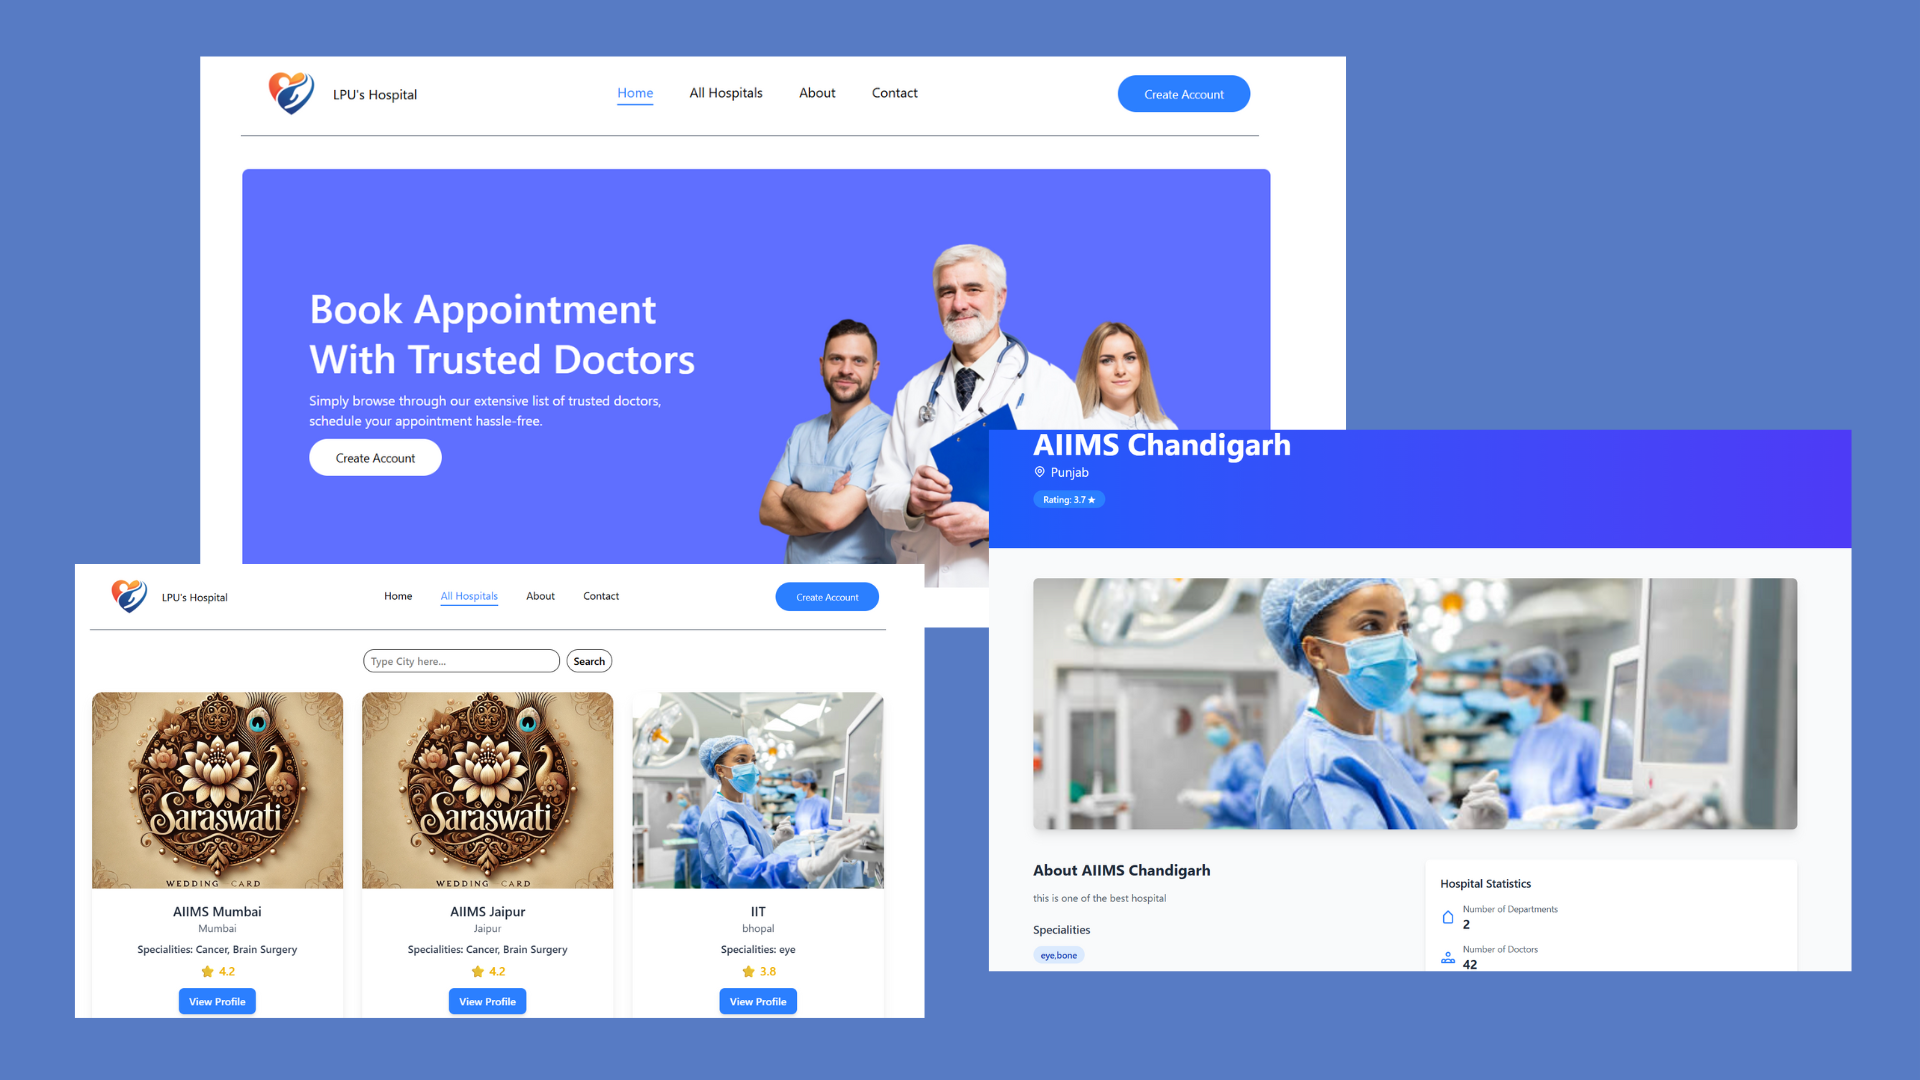 LPU's Hospital
Home
All Hospitals
About
Contact
Create Account
Book Appointment
With Trusted Doctors
Simply browse through our extensive list of trusted doctors,
schedule your appointment hassle-free.
Create Account
AIIMS Chandigarh
Punjab
Rating: 3.7 ★
About AIIMS Chandigarh
this is one of the best hospital
Specialities
eye,bone
Hospital Statistics
Number of Departments
2
Number of Doctors
42
LPU's Hospital
Home
All Hospitals
About
Contact
Create Account
Type City here...
Search
Saraswati
WEDDING CARD
AIIMS Mumbai
Mumbai
Specialities: Cancer, Brain Surgery
4.2
View Profile
Saraswati
WEDDING CARD
AIIMS Jaipur
Jaipur
Specialities: Cancer, Brain Surgery
4.2
View Profile
IIT
bhopal
Specialities: eye
3.8
View Profile